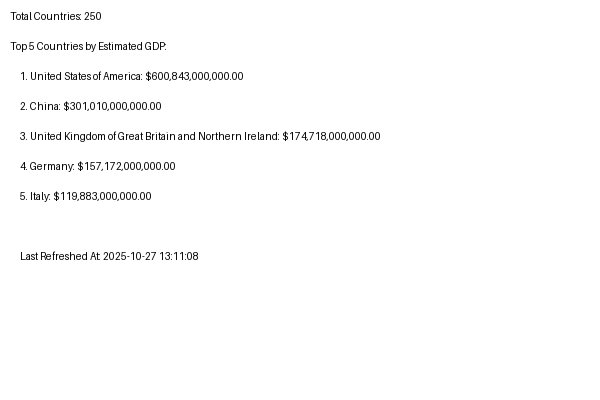 Total Countries: 250
Top 5 Countries by Estimated GDP:
1. United States of America: $600,843,000,000.00
2. China: $301,010,000,000.00
3. United Kingdom of Great Britain and Northern Ireland: $174,718,000,000.00
4. Germany: $157,172,000,000.00
5. Italy: $119,883,000,000.00
Last Refreshed At: 2025-10-27 13:11:08